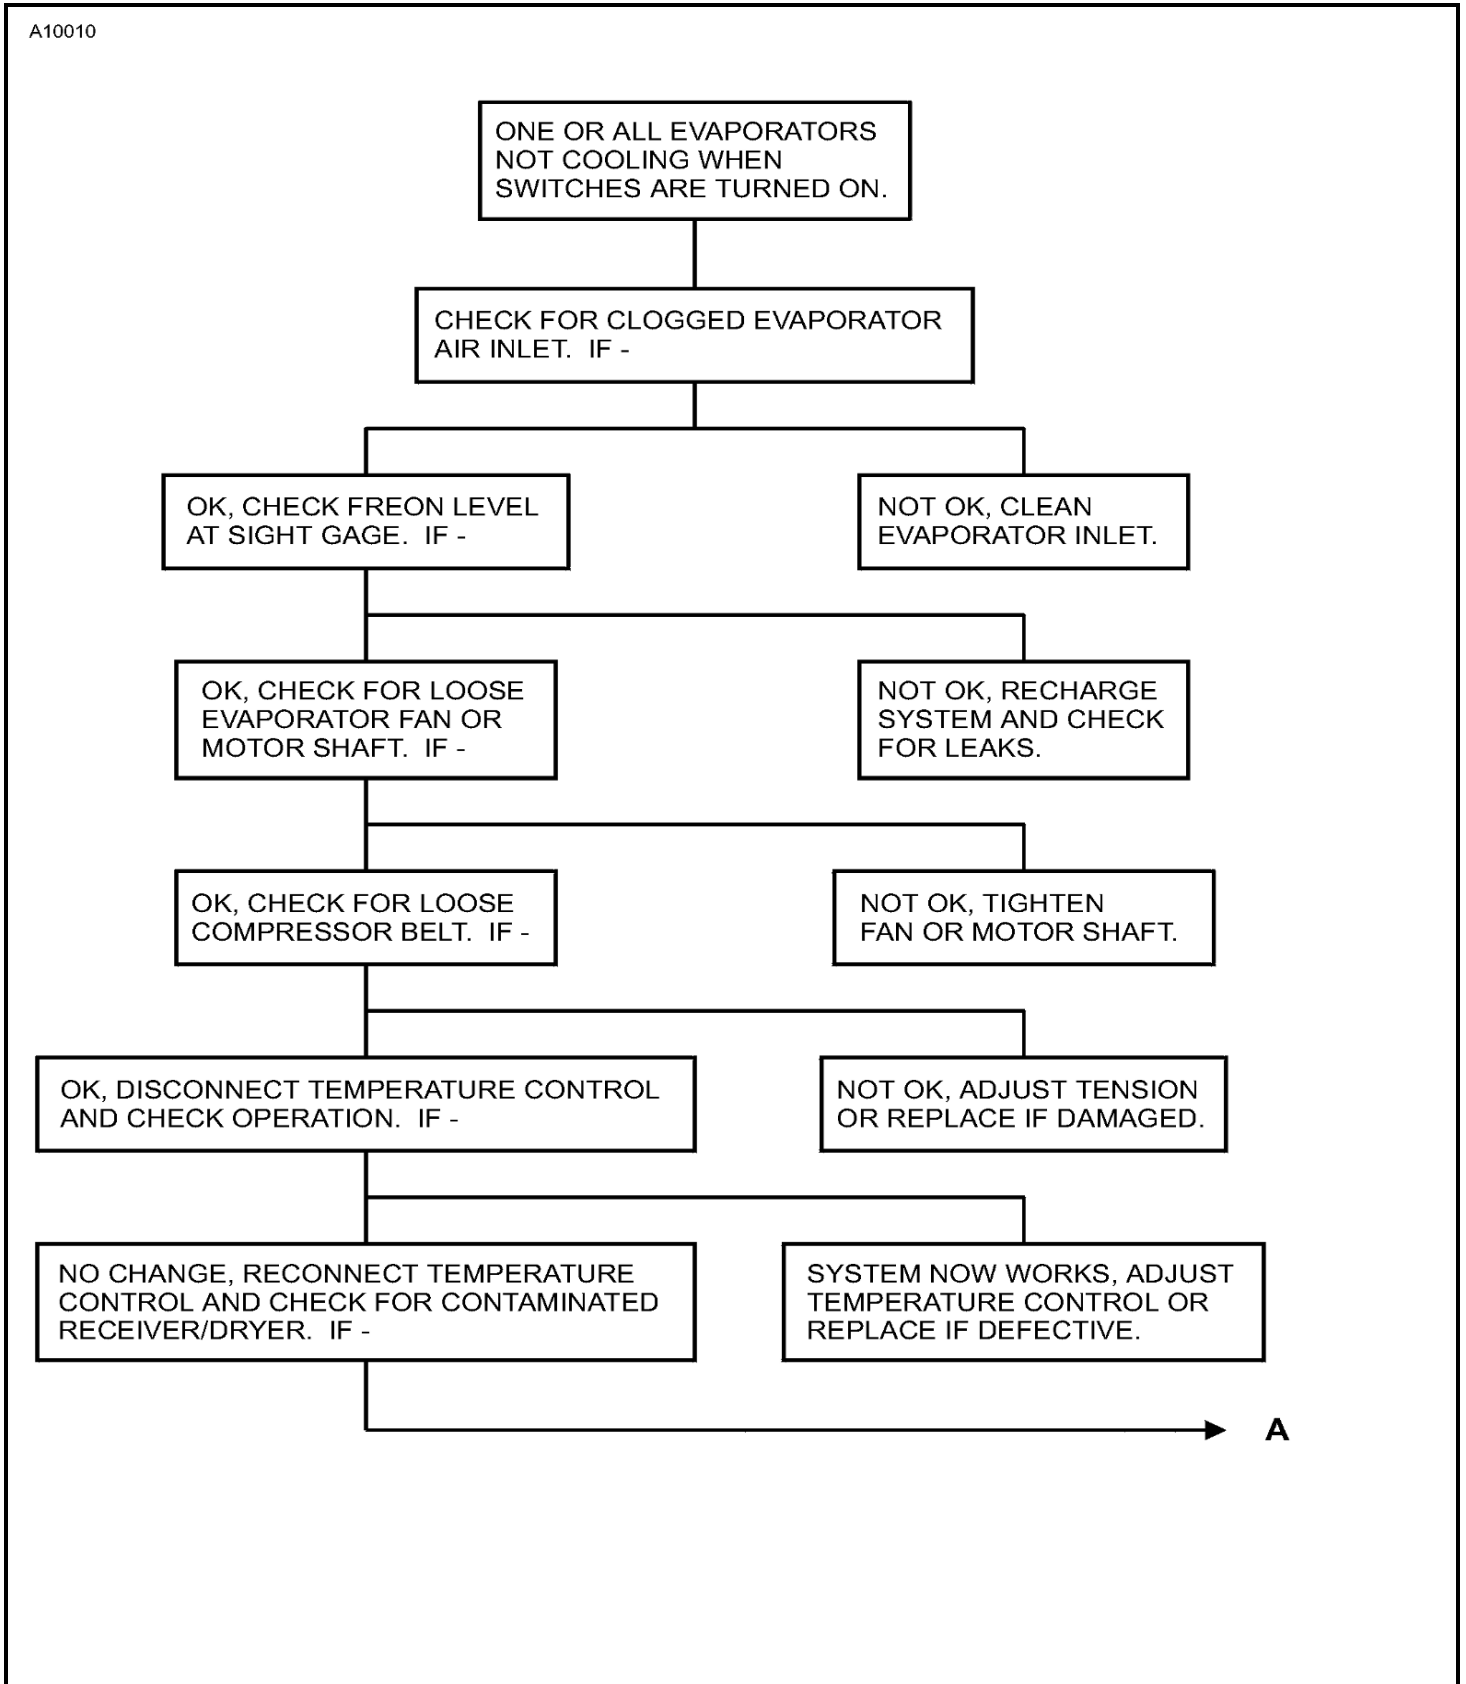 A10010
ONE OR ALL EVAPORATORS
NOT COOLING WHEN
SWITCHES ARE TURNED ON.
CHECK FOR CLOGGED EVAPORATOR
AIR INLET.  IF -
OK, CHECK FREON LEVEL
AT SIGHT GAGE.  IF -
NOT OK, CLEAN
EVAPORATOR INLET.
OK, CHECK FOR LOOSE
EVAPORATOR FAN OR
MOTOR SHAFT.  IF -
NOT OK, RECHARGE
SYSTEM AND CHECK
FOR LEAKS.
OK, CHECK FOR LOOSE
COMPRESSOR BELT.  IF -
NOT OK, TIGHTEN
FAN OR MOTOR SHAFT.
OK, DISCONNECT TEMPERATURE CONTROL
AND CHECK OPERATION.  IF -
NOT OK, ADJUST TENSION
OR REPLACE IF DAMAGED.
NO CHANGE, RECONNECT TEMPERATURE
CONTROL AND CHECK FOR CONTAMINATED
RECEIVER/DRYER.  IF -
SYSTEM NOW WORKS, ADJUST
TEMPERATURE CONTROL OR
REPLACE IF DEFECTIVE.
A